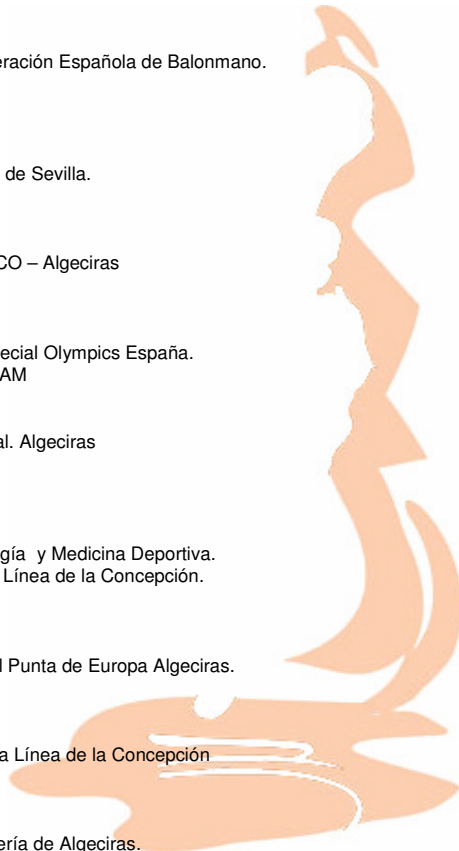 eración Española de Balonmano.
de Sevilla.
CO – Algeciras
ecial Olympics España.
AM
al. Algeciras
gía y Medicina Deportiva.
Línea de la Concepción.
l Punta de Europa Algeciras.
a Línea de la Concepción
ería de Algeciras.